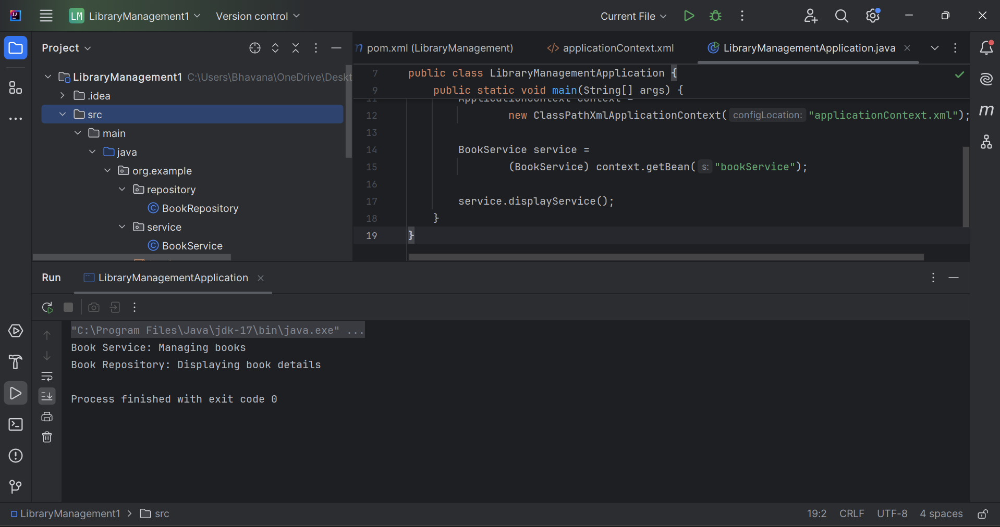 LM LibraryManagement1 Version control Current File
Project
pom.xml (LibraryManagement) applicationContext.xml LibraryManagementApplication.java
LibraryManagement1 C:\Users\Bhavana\OneDrive\Deskt
.idea
src
main
java
org.example
repository
BookRepository
service
BookService
7 public class LibraryManagementApplication {
9 public static void main(String[] args) {
11 ApplicationContext context =
12 new ClassPathXmlApplicationContext( configLocation: "applicationContext.xml");
13
14 BookService service =
15 (BookService) context.getBean( s: "bookService");
16
17 service.displayService();
18 }
19 }
Run LibraryManagementApplication
"C:\Program Files\Java\jdk-17\bin\java.exe" ...
Book Service: Managing books
Book Repository: Displaying book details
Process finished with exit code 0
LibraryManagement1 > src 19:2 CRLF UTF-8 4 spaces